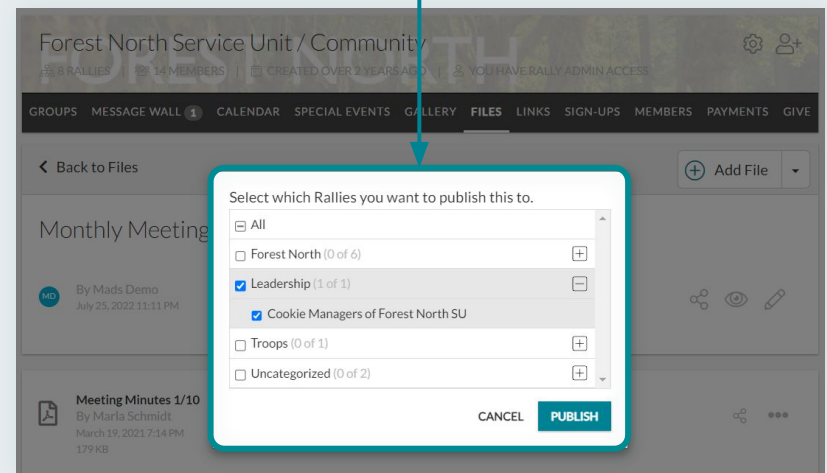 FOREST NORTH
Forest North Service Unit / Community
8 RALLIES | 14 MEMBERS | CREATED OVER 2 YEARS AGO | YOU HAVE RALLY ADMIN ACCESS
GROUPS MESSAGE WALL 1 CALENDAR SPECIAL EVENTS GALLERY FILES LINKS SIGN-UPS MEMBERS PAYMENTS GIVE
Back to Files
Add File
Monthly Meeting
MD
By Mads Demo
July 25, 2022 11:11 PM
Select which Rallies you want to publish this to.
All
Forest North (0 of 6)
Leadership (1 of 1)
Cookie Managers of Forest North SU
Troops (0 of 1)
Uncategorized (0 of 2)
CANCEL PUBLISH
Meeting Minutes 1/10
By Marla Schmidt
March 19, 2021 7:14 PM
179 KB